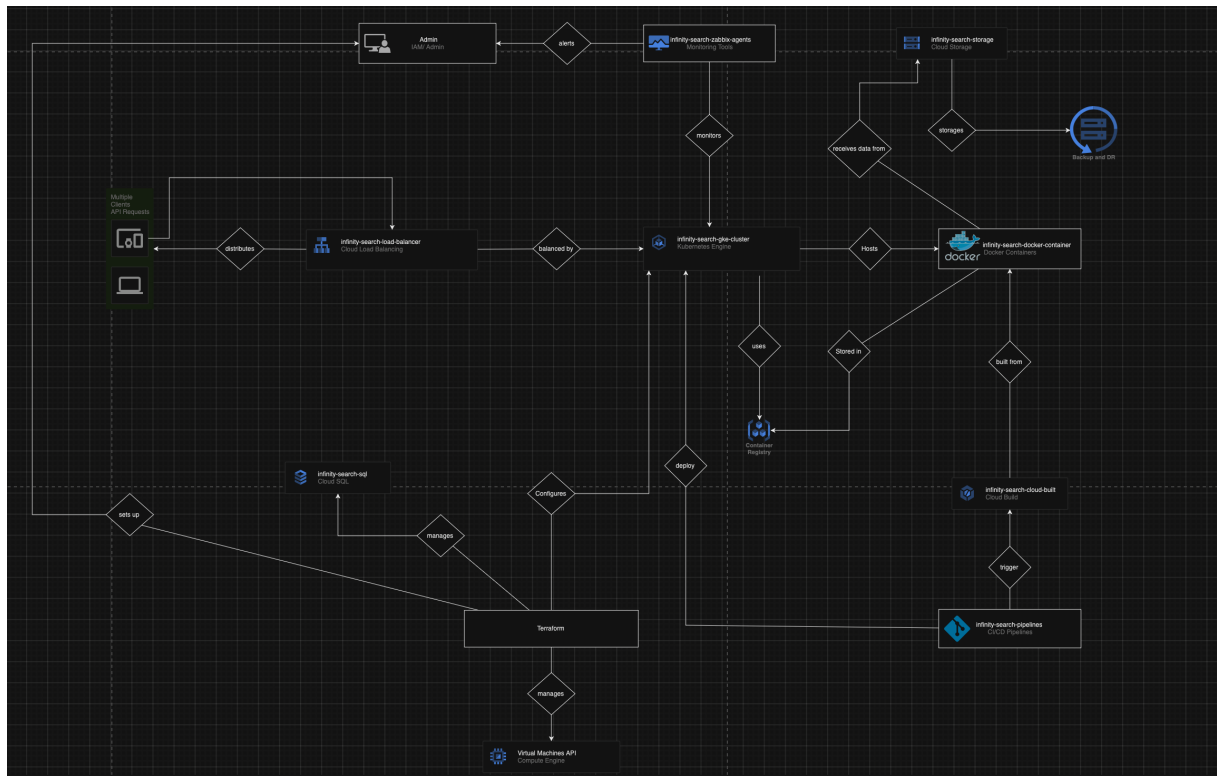 Admin
IAM/ Admin
alerts
infinity-search-zabbix-agents
Monitoring Tools
infinity-search-storage
Cloud Storage
monitors
receives data from
storages
Backup and DR
Multiple
Clients
API Requests
distributes
infinity-search-load-balancer
Cloud Load Balancing
balanced by
infinity-search-gke-cluster
Kubernetes Engine
Hosts
docker
infinity-search-docker-container
Docker Containers
uses
Stored in
built from
Container
Registry
infinity-search-sql
Cloud SQL
deploy
Configures
infinity-search-cloud-built
Cloud Build
sets up
manages
trigger
Terraform
infinity-search-pipelines
CI/CD Pipelines
manages
Virtual Machines API
Compute Engine